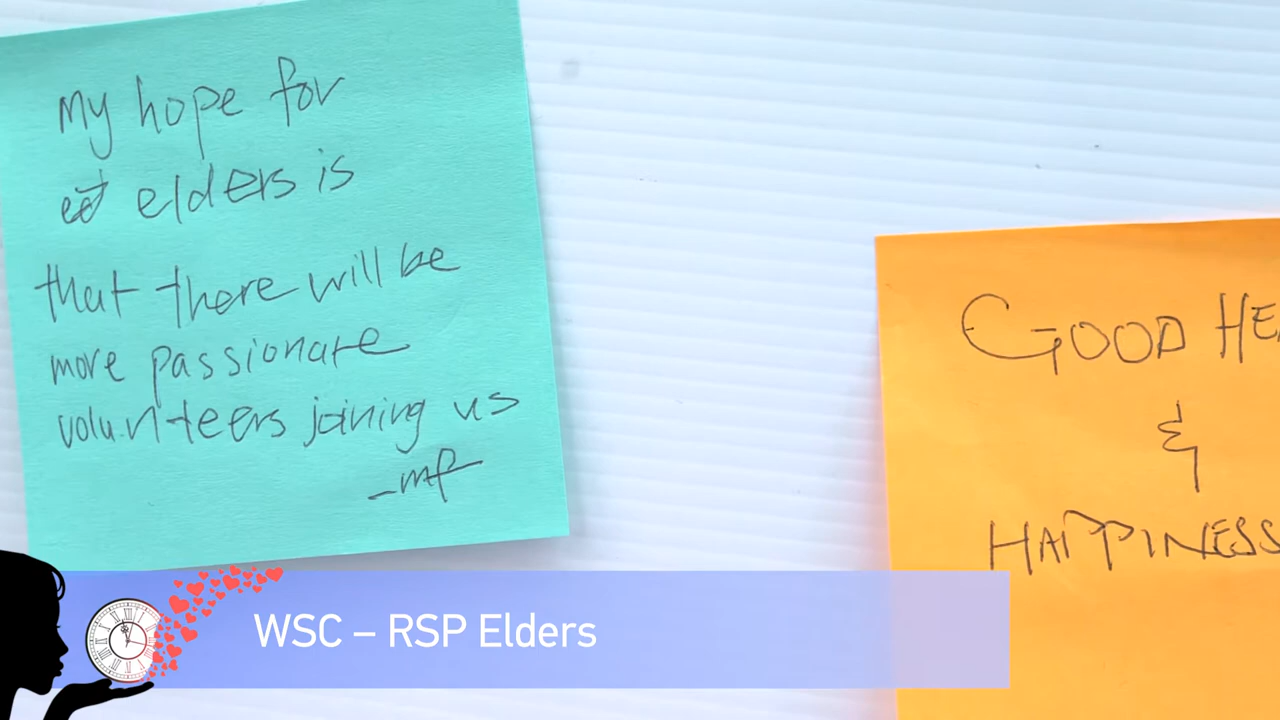 My hope for
elders is
that there will be
more passionate
volunteers joining us
GOOD HE
&
HAPPINESS
WSC – RSP Elders